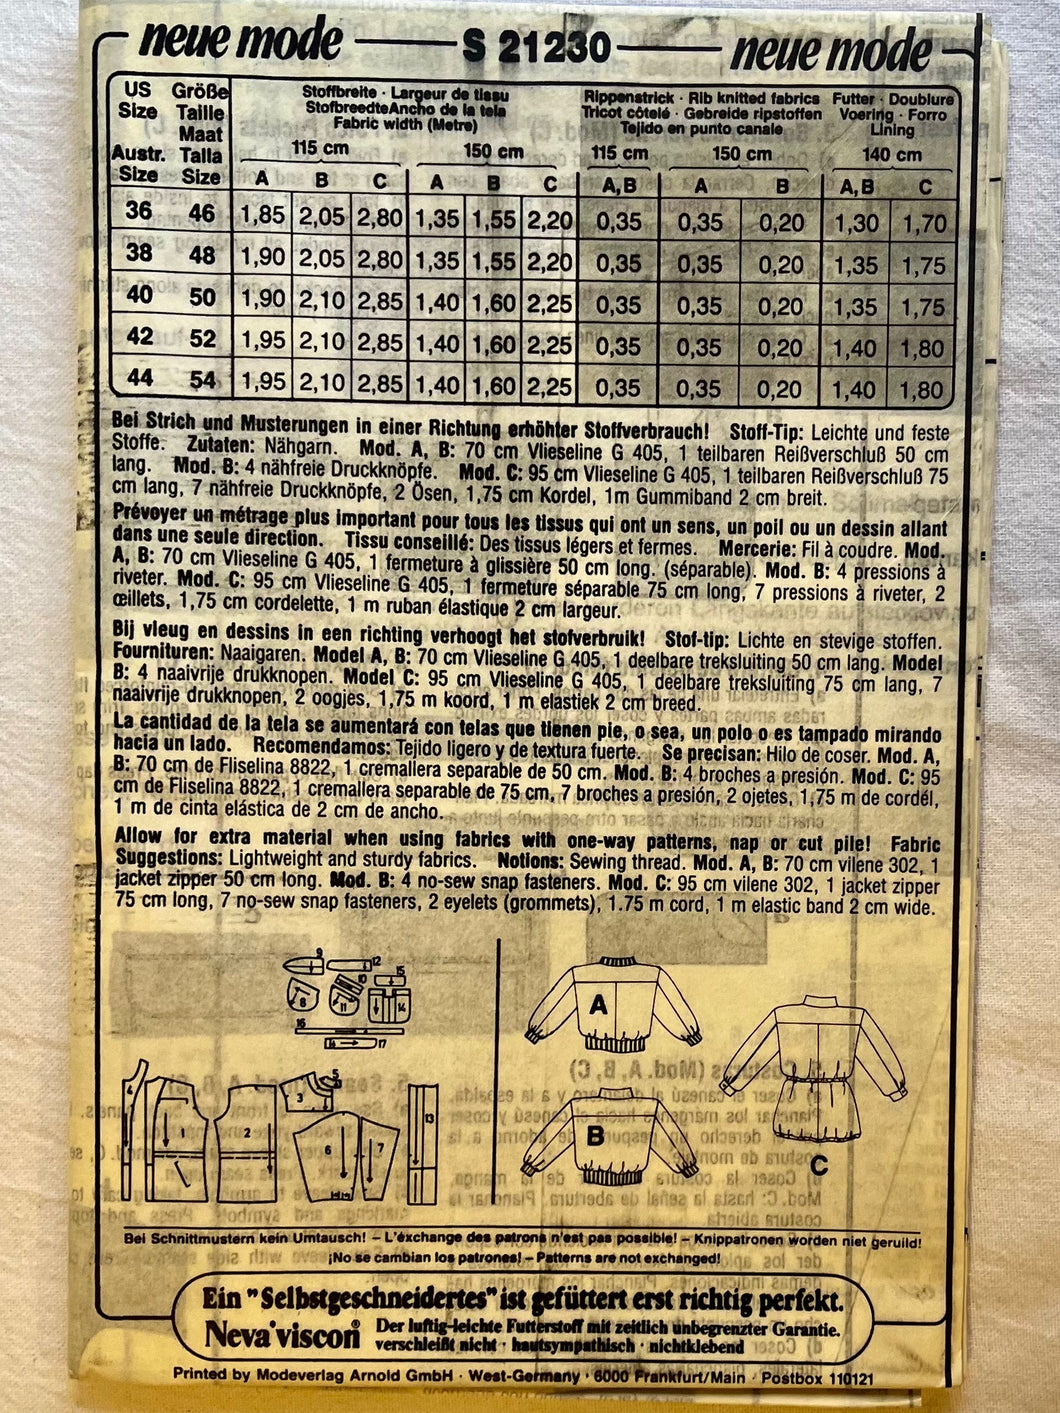 neue mode — S 21230 — neue mode
US Size Größe Stoffbreite · Largeur de tissu Rippenstrick · Rib knitted fabrics Futter · Doublure
Taille StofbreedteAncho de la tela Tricot côtelé · Gebreide ripstoffen Voering · Forro
Maat Fabric width (Metre) Tejido en punto canale Lining
Austr. Size Talla Size 115 cm 150 cm 115 cm 150 cm 140 cm
A B C A B C A,B A B A,B C
36 46 1,85 2,05 2,80 1,35 1,55 2,20 0,35 0,35 0,20 1,30 1,70
38 48 1,90 2,05 2,80 1,35 1,55 2,20 0,35 0,35 0,20 1,35 1,75
40 50 1,90 2,10 2,85 1,40 1,60 2,25 0,35 0,35 0,20 1,35 1,75
42 52 1,95 2,10 2,85 1,40 1,60 2,25 0,35 0,35 0,20 1,40 1,80
44 54 1,95 2,10 2,85 1,40 1,60 2,25 0,35 0,35 0,20 1,40 1,80
Bei Strich und Musterungen in einer Richtung erhöhter Stoffverbrauch! Stoff-Tip: Leichte und feste
Stoffe. Zutaten: Nähgarn. Mod. A, B: 70 cm Vlieseline G 405, 1 teilbaren Reißverschluß 50 cm
lang. Mod. B: 4 nähfreie Druckknöpfe. Mod. C: 95 cm Vlieseline G 405, 1 teilbaren Reißverschluß 75
cm lang, 7 nähfreie Druckknöpfe, 2 Ösen, 1,75 cm Kordel, 1m Gummiband 2 cm breit.
Prévoyer un métrage plus important pour tous les tissus qui ont un sens, un poil ou un dessin allant
dans une seule direction. Tissu conseillé: Des tissus légers et fermes. Mercerie: Fil à coudre. Mod.
A, B: 70 cm Vlieseline G 405, 1 fermeture à glissière 50 cm long. (séparable). Mod. B: 4 pressions à
riveter. Mod. C: 95 cm Vlieseline G 405, 1 fermeture séparable 75 cm long, 7 pressions à riveter, 2
œillets, 1,75 cm cordelette, 1 m ruban élastique 2 cm largeur.
Bij vleug en dessins in een richting verhoogt het stofverbruik! Stof-tip: Lichte en stevige stoffen.
Fournituren: Naaigaren. Model A, B: 70 cm Vlieseline G 405, 1 deelbare treksluiting 50 cm lang. Model
B: 4 naaivrije drukknopen. Model C: 95 cm Vlieseline G 405, 1 deelbare treksluiting 75 cm lang, 7
naaivrije drukknopen, 2 oogjes, 1,75 m koord, 1 m elastiek 2 cm breed.
La cantidad de la tela se aumentará con telas que tienen pie, o sea, un polo o es tampado mirando
hacia un lado. Recomendamos: Tejido ligero y de textura fuerte. Se precisan: Hilo de coser. Mod. A,
B: 70 cm de Fliselina 8822, 1 cremallera separable de 50 cm. Mod. B: 4 broches a presión. Mod. C: 95
cm de Fliselina 8822, 1 cremallera separable de 75 cm, 7 broches a presión, 2 ojetes, 1,75 m de cordél,
1 m de cinta elástica de 2 cm de ancho.
Allow for extra material when using fabrics with one-way patterns, nap or cut pile! Fabric
Suggestions: Lightweight and sturdy fabrics. Notions: Sewing thread. Mod. A, B: 70 cm vilene 302, 1
jacket zipper 50 cm long. Mod. B: 4 no-sew snap fasteners. Mod. C: 95 cm vilene 302, 1 jacket zipper
75 cm long, 7 no-sew snap fasteners, 2 eyelets (grommets), 1.75 m cord, 1 m elastic band 2 cm wide.
9 12
10 15
8 11 14
16
17
4 1 2 3 5 6 7 13
A
B
C
Bei Schnittmustern kein Umtausch! – L'échange des patrons n'est pas possible! – Knippatronen worden niet geruild!
¡No se cambian los patrones! – Patterns are not exchanged!
Ein "Selbstgeschneidertes" ist gefüttert erst richtig perfekt.
Neva'viscon Der luftig-leichte Futterstoff mit zeitlich unbegrenzter Garantie.
verschleißt nicht · hautsympathisch · nichtklebend
Printed by Modeverlag Arnold GmbH · West-Germany · 6000 Frankfurt/Main · Postbox 110121